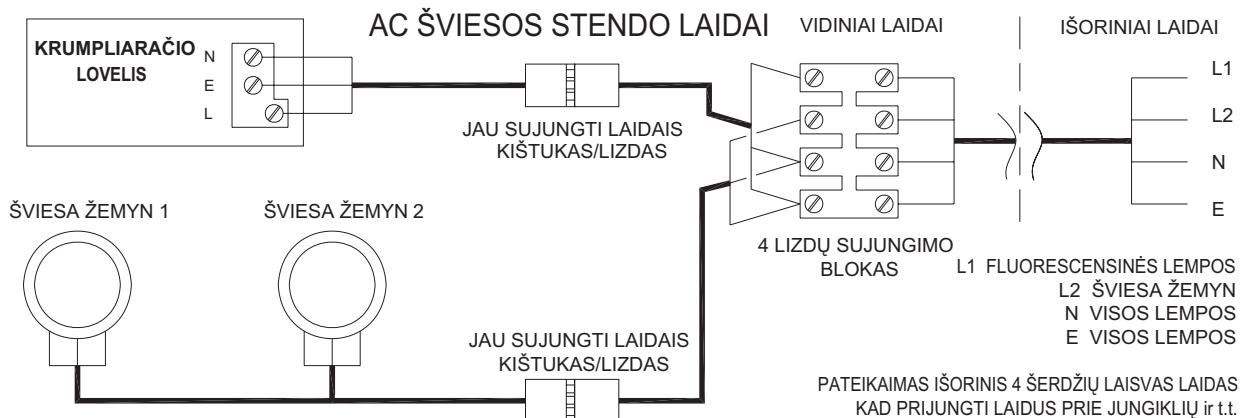 AC ŠVIESOS STENDO LAIDAI
VIDINIAI LAIDAI
IŠORINIAI LAIDAI
KRUMPLIARAČIO
LOVELIS
N
E
L
JAU SUJUNGTI LAIDAIS
KIŠTUKAS/LIZDAS
L1
L2
N
E
ŠVIESA ŽEMYN 1
ŠVIESA ŽEMYN 2
4 LIZDŲ SUJUNGIMO
BLOKAS
L1 FLUORESCENSINĖS LEMPOS
L2 ŠVIESA ŽEMYN
N VISOS LEMPOS
E VISOS LEMPOS
JAU SUJUNGTI LAIDAIS
KIŠTUKAS/LIZDAS
PATEIKAIMAS IŠORINIS 4 ŠERDŽIŲ LAISVAS LAIDAS
KAD PRIJUNGTI LAIDUS PRIE JUNGIKLIŲ ir t.t.